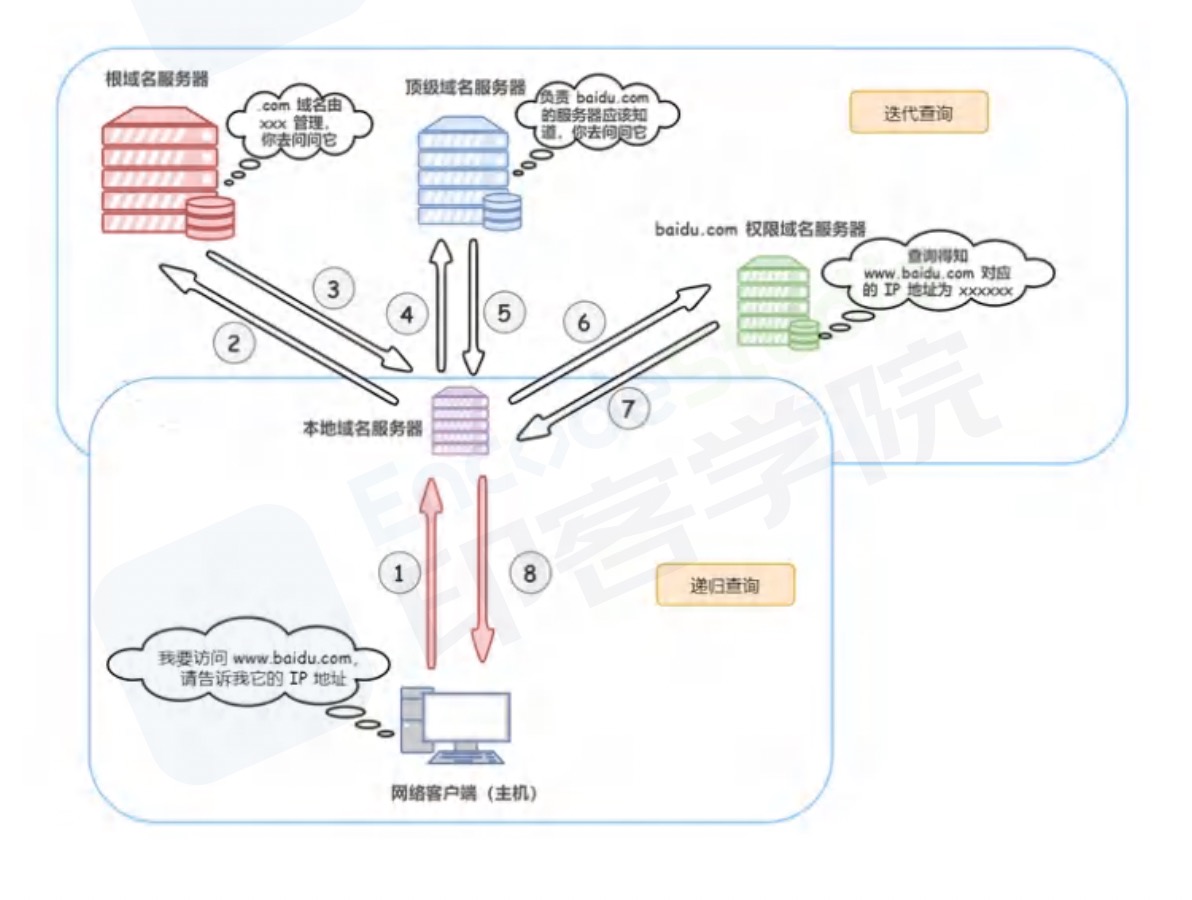 根域名服务器
.com 域名由
xxx 管理，
你去问问它
顶级域名服务器
负责 baidu.com
的服务器应该知
道，你去问问它
迭代查询
baidu.com 权限域名服务器
查询得知
www.baidu.com 对应
的 IP 地址为 xxxxxx
3
2
4
5
6
7
本地域名服务器
1
8
递归查询
我要访问 www.baidu.com，
请告诉我它的 IP 地址
网络客户端（主机）
印客学院